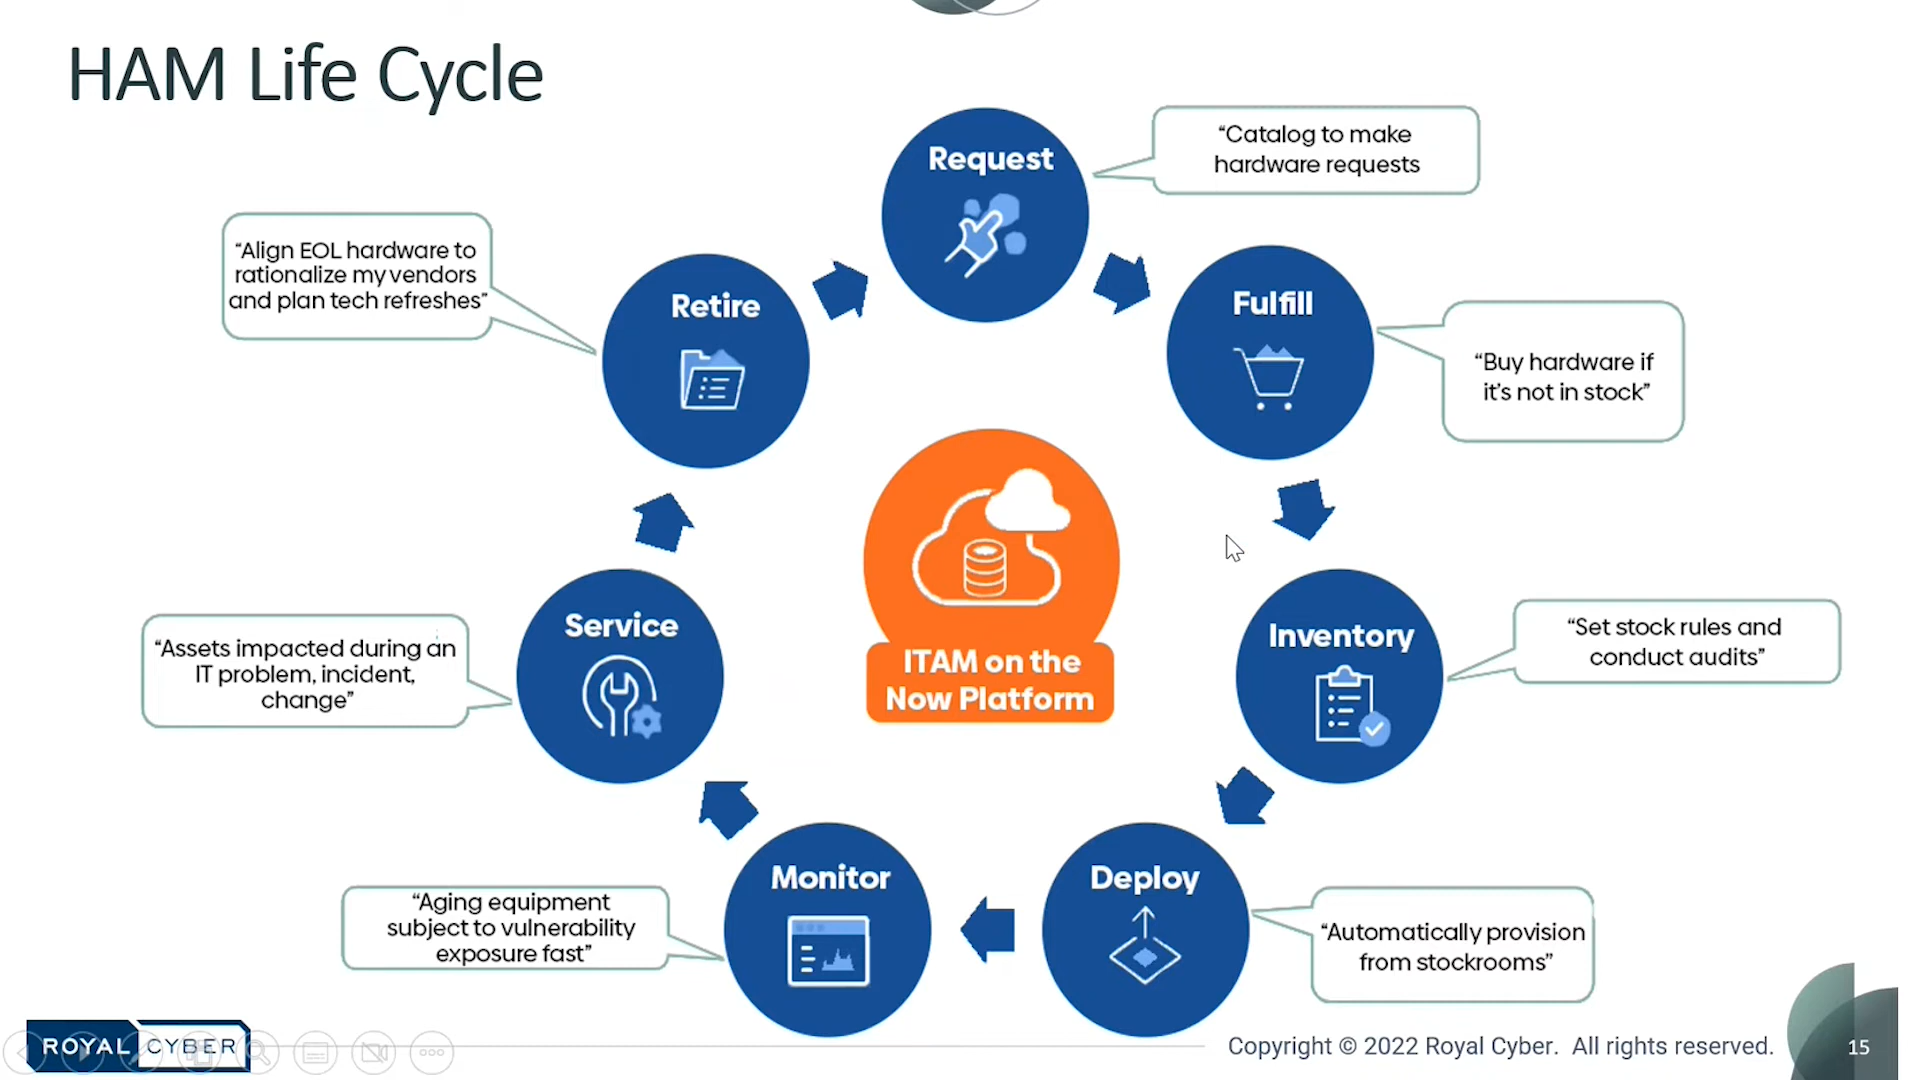 HAM Life Cycle
Request
“Catalog to make
hardware requests
Fulfill
“Buy hardware if
it’s not in stock”
Inventory
“Set stock rules and
conduct audits”
Deploy
“Automatically provision
from stockrooms”
Monitor
“Aging equipment
subject to vulnerability
exposure fast”
Service
“Assets impacted during an
IT problem, incident,
change”
Retire
“Align EOL hardware to
rationalize my vendors
and plan tech refreshes”
ITAM on the
Now Platform
ROYAL CYBER
Copyright © 2022 Royal Cyber. All rights reserved.
15